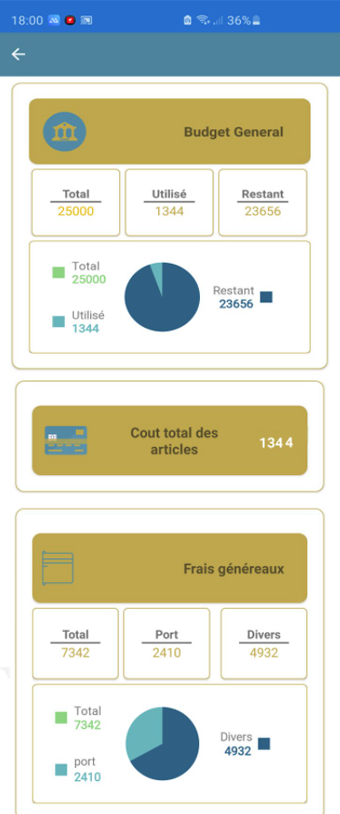 18:00 36%
Budget General
Total Utilisé Restant
25000 1344 23656
Total
25000
Utilisé
1344
Restant
23656
Cout total des
articles
1344
Frais généreaux
Total Port Divers
7342 2410 4932
Total
7342
port
2410
Divers
4932